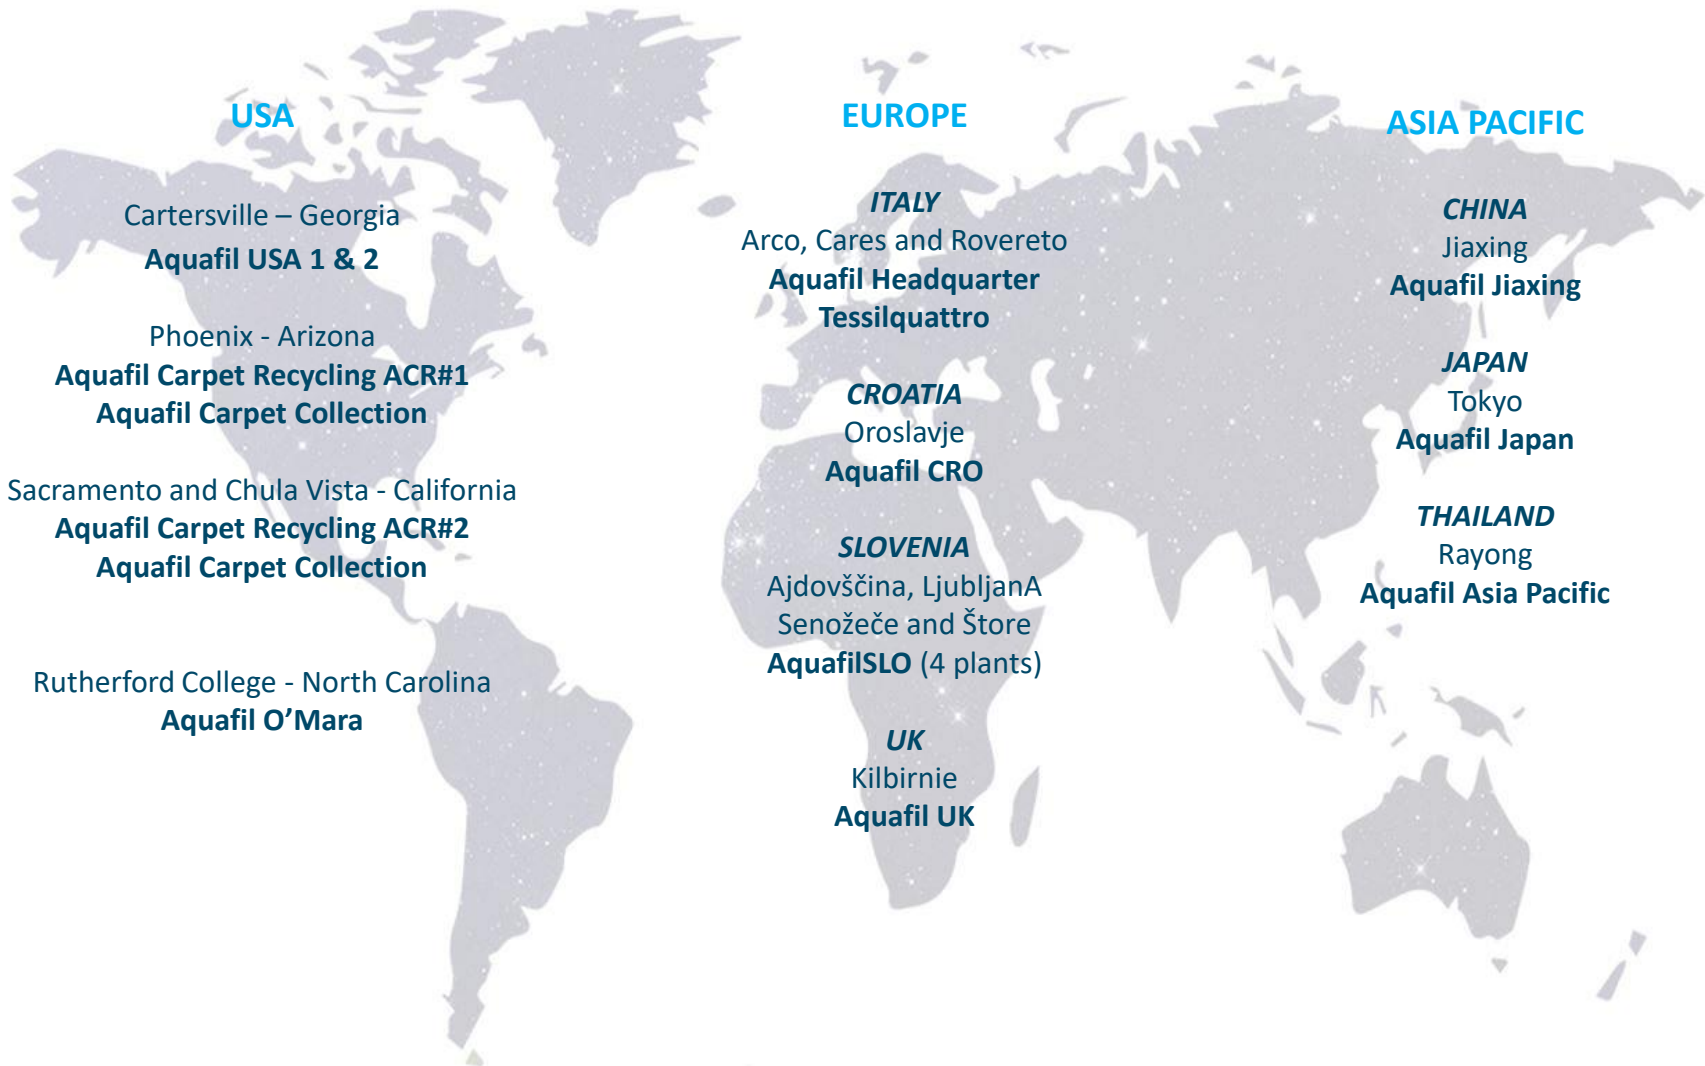 USA
Cartersville – Georgia
Aquafil USA 1 & 2
Phoenix - Arizona
Aquafil Carpet Recycling ACR#1
Aquafil Carpet Collection
Sacramento and Chula Vista - California
Aquafil Carpet Recycling ACR#2
Aquafil Carpet Collection
Rutherford College - North Carolina
Aquafil O’Mara
EUROPE
ITALY
Arco, Cares and Rovereto
Aquafil Headquarter
Tessilquattro
CROATIA
Oroslavje
Aquafil CRO
SLOVENIA
Ajdovščina, LjubljanA
Senožeče and Štore
AquafilSLO (4 plants)
UK
Kilbirnie
Aquafil UK
ASIA PACIFIC
CHINA
Jiaxing
Aquafil Jiaxing
JAPAN
Tokyo
Aquafil Japan
THAILAND
Rayong
Aquafil Asia Pacific